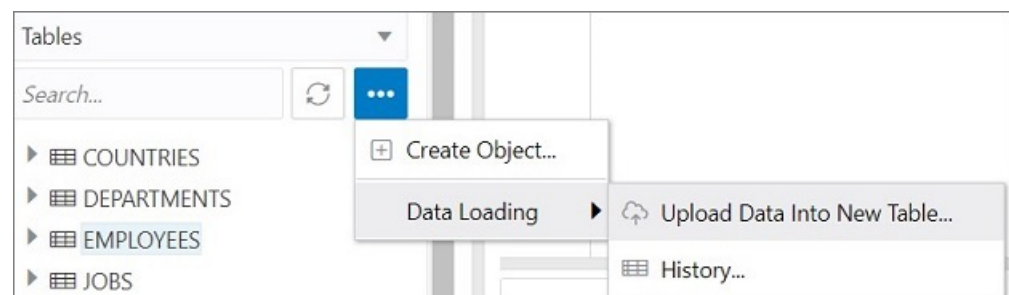 Tables
Search...
COUNTRIES
DEPARTMENTS
EMPLOYEES
JOBS
Create Object...
Data Loading
Upload Data Into New Table...
History...